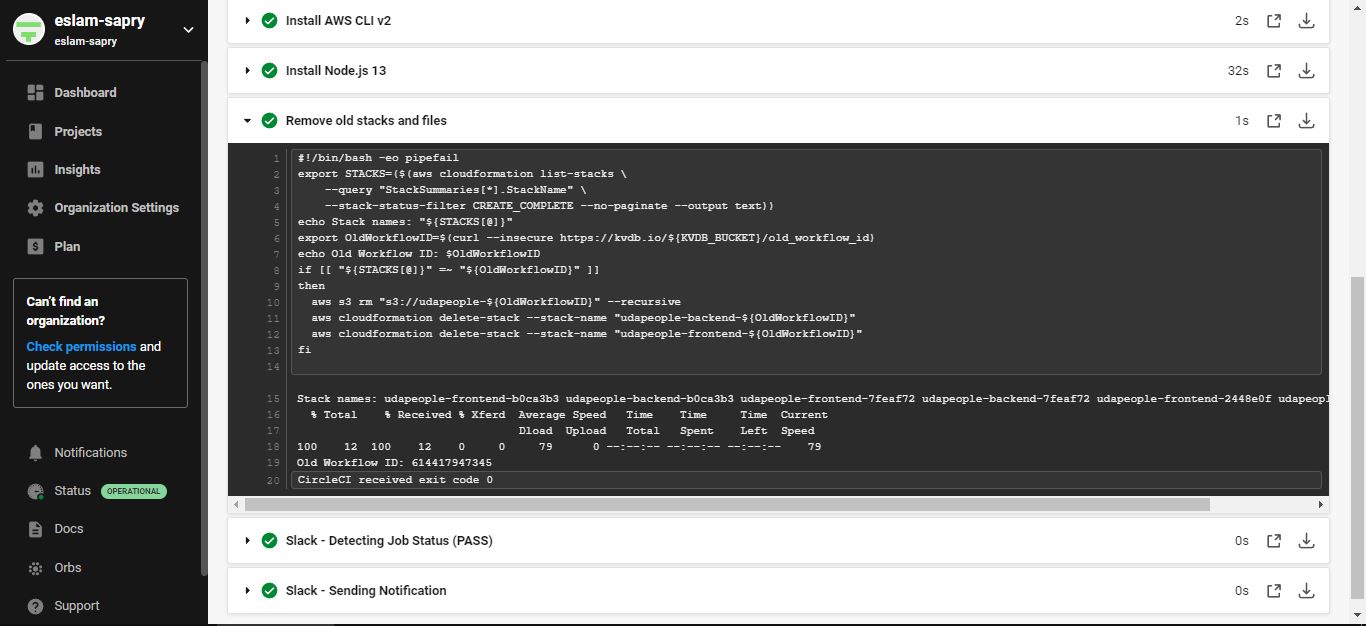 eslam-sapry
eslam-sapry
Dashboard
Projects
Insights
Organization Settings
Plan
Can't find an
organization?
Check permissions and
update access to the
ones you want.
Notifications
Status OPERATIONAL
Docs
Orbs
Support
Install AWS CLI v2 2s
Install Node.js 13 32s
Remove old stacks and files 1s
1 #!/bin/bash -eo pipefail
2 export STACKS=($(aws cloudformation list-stacks \
3 --query "StackSummaries[*].StackName" \
4 --stack-status-filter CREATE_COMPLETE --no-paginate --output text))
5 echo Stack names: "${STACKS[@]}"
6 export OldWorkflowID=$(curl --insecure https://kvdb.io/${KVDB_BUCKET}/old_workflow_id)
7 echo Old Workflow ID: $OldWorkflowID
8 if [[ "${STACKS[@]}" =~ "${OldWorkflowID}" ]]
9 then
10 aws s3 rm "s3://udapeople-${OldWorkflowID}" --recursive
11 aws cloudformation delete-stack --stack-name "udapeople-backend-${OldWorkflowID}"
12 aws cloudformation delete-stack --stack-name "udapeople-frontend-${OldWorkflowID}"
13 fi
14
15 Stack names: udapeople-frontend-b0ca3b3 udapeople-backend-b0ca3b3 udapeople-frontend-7feaf72 udapeople-backend-7feaf72 udapeople-frontend-2448e0f udapeopl
16 % Total % Received % Xferd Average Speed Time Time Time Current
17 Dload Upload Total Spent Left Speed
18 100 12 100 12 0 0 79 0 --:--:-- --:--:-- --:--:-- 79
19 Old Workflow ID: 614417947345
20 CircleCI received exit code 0
Slack - Detecting Job Status (PASS) 0s
Slack - Sending Notification 0s